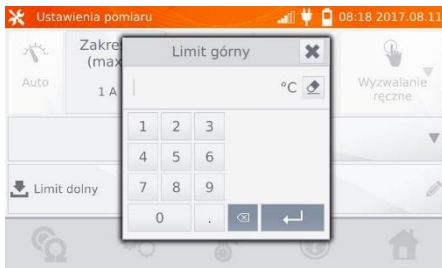 Ustawienia pomiaru 08:18 2017.08.11
Limit górny
Auto
(max
1 A
°C
Wyzwalanie
ręczne
1 2 3
4 5 6
7 8 9
0 .
Limit dolny